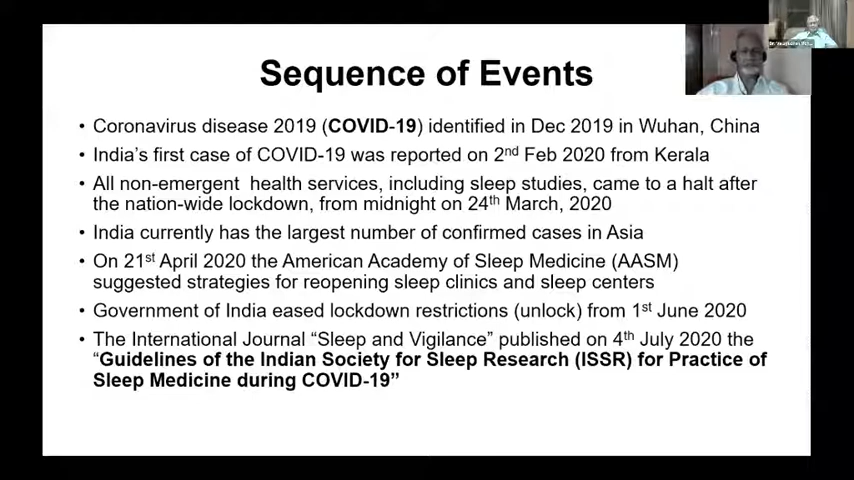 Sequence of Events
• Coronavirus disease 2019 (COVID-19) identified in Dec 2019 in Wuhan, China
• India's first case of COVID-19 was reported on 2nd Feb 2020 from Kerala
• All non-emergent health services, including sleep studies, came to a halt after
the nation-wide lockdown, from midnight on 24th March, 2020
• India currently has the largest number of confirmed cases in Asia
• On 21st April 2020 the American Academy of Sleep Medicine (AASM)
suggested strategies for reopening sleep clinics and sleep centers
• Government of India eased lockdown restrictions (unlock) from 1st June 2020
• The International Journal “Sleep and Vigilance” published on 4th July 2020 the
“Guidelines of the Indian Society for Sleep Research (ISSR) for Practice of
Sleep Medicine during COVID-19”